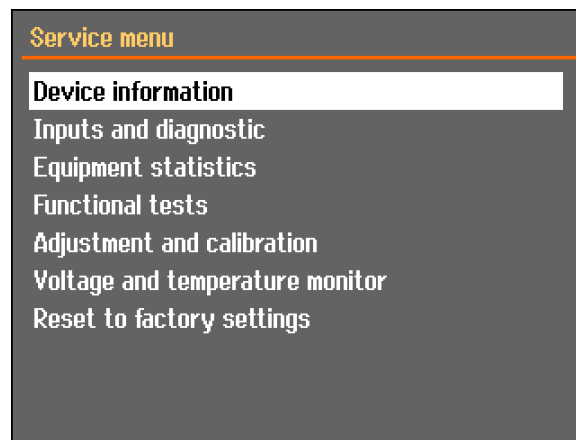 Service menu
Device information
Inputs and diagnostic
Equipment statistics
Functional tests
Adjustment and calibration
Voltage and temperature monitor
Reset to factory settings